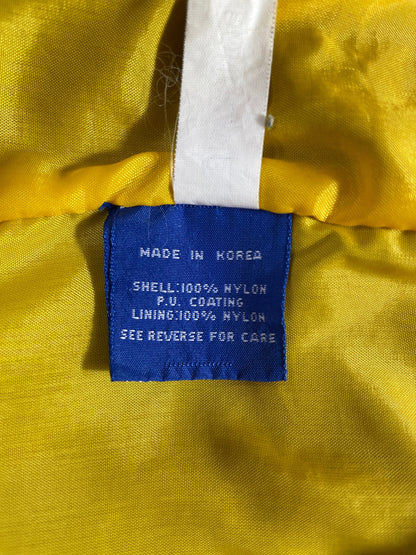 MADE IN KOREA
SHELL:100% NYLON
P.U. COATING
LINING:100% NYLON
SEE REVERSE FOR CARE